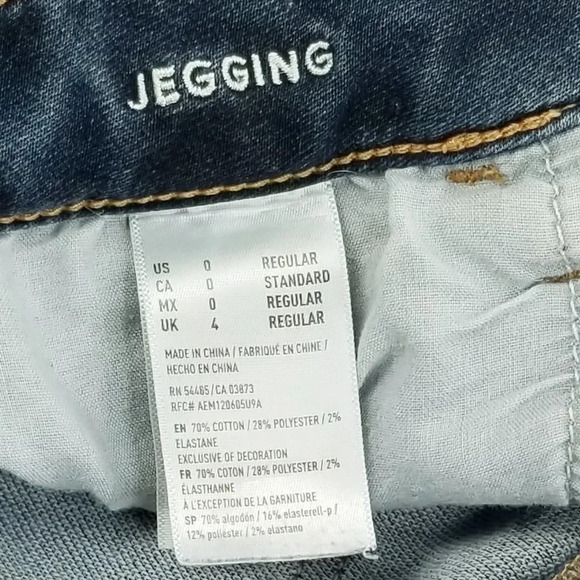 JEGGING
US 0 REGULAR
CA 0 STANDARD
MX 0 REGULAR
UK 4 REGULAR
MADE IN CHINA / FABRIQUÉ EN CHINE /
HECHO EN CHINA
RN 54485 / CA 03873
RFC# AEM120605U9A
EN 70% COTTON / 28% POLYESTER / 2%
ELASTANE
EXCLUSIVE OF DECORATION
FR 70% COTON / 28% POLYESTER / 2%
ÉLASTHANNE
À L'EXCEPTION DE LA GARNITURE
SP 70% algodón / 16% elasterell-p /
12% poliéster / 2% elastano